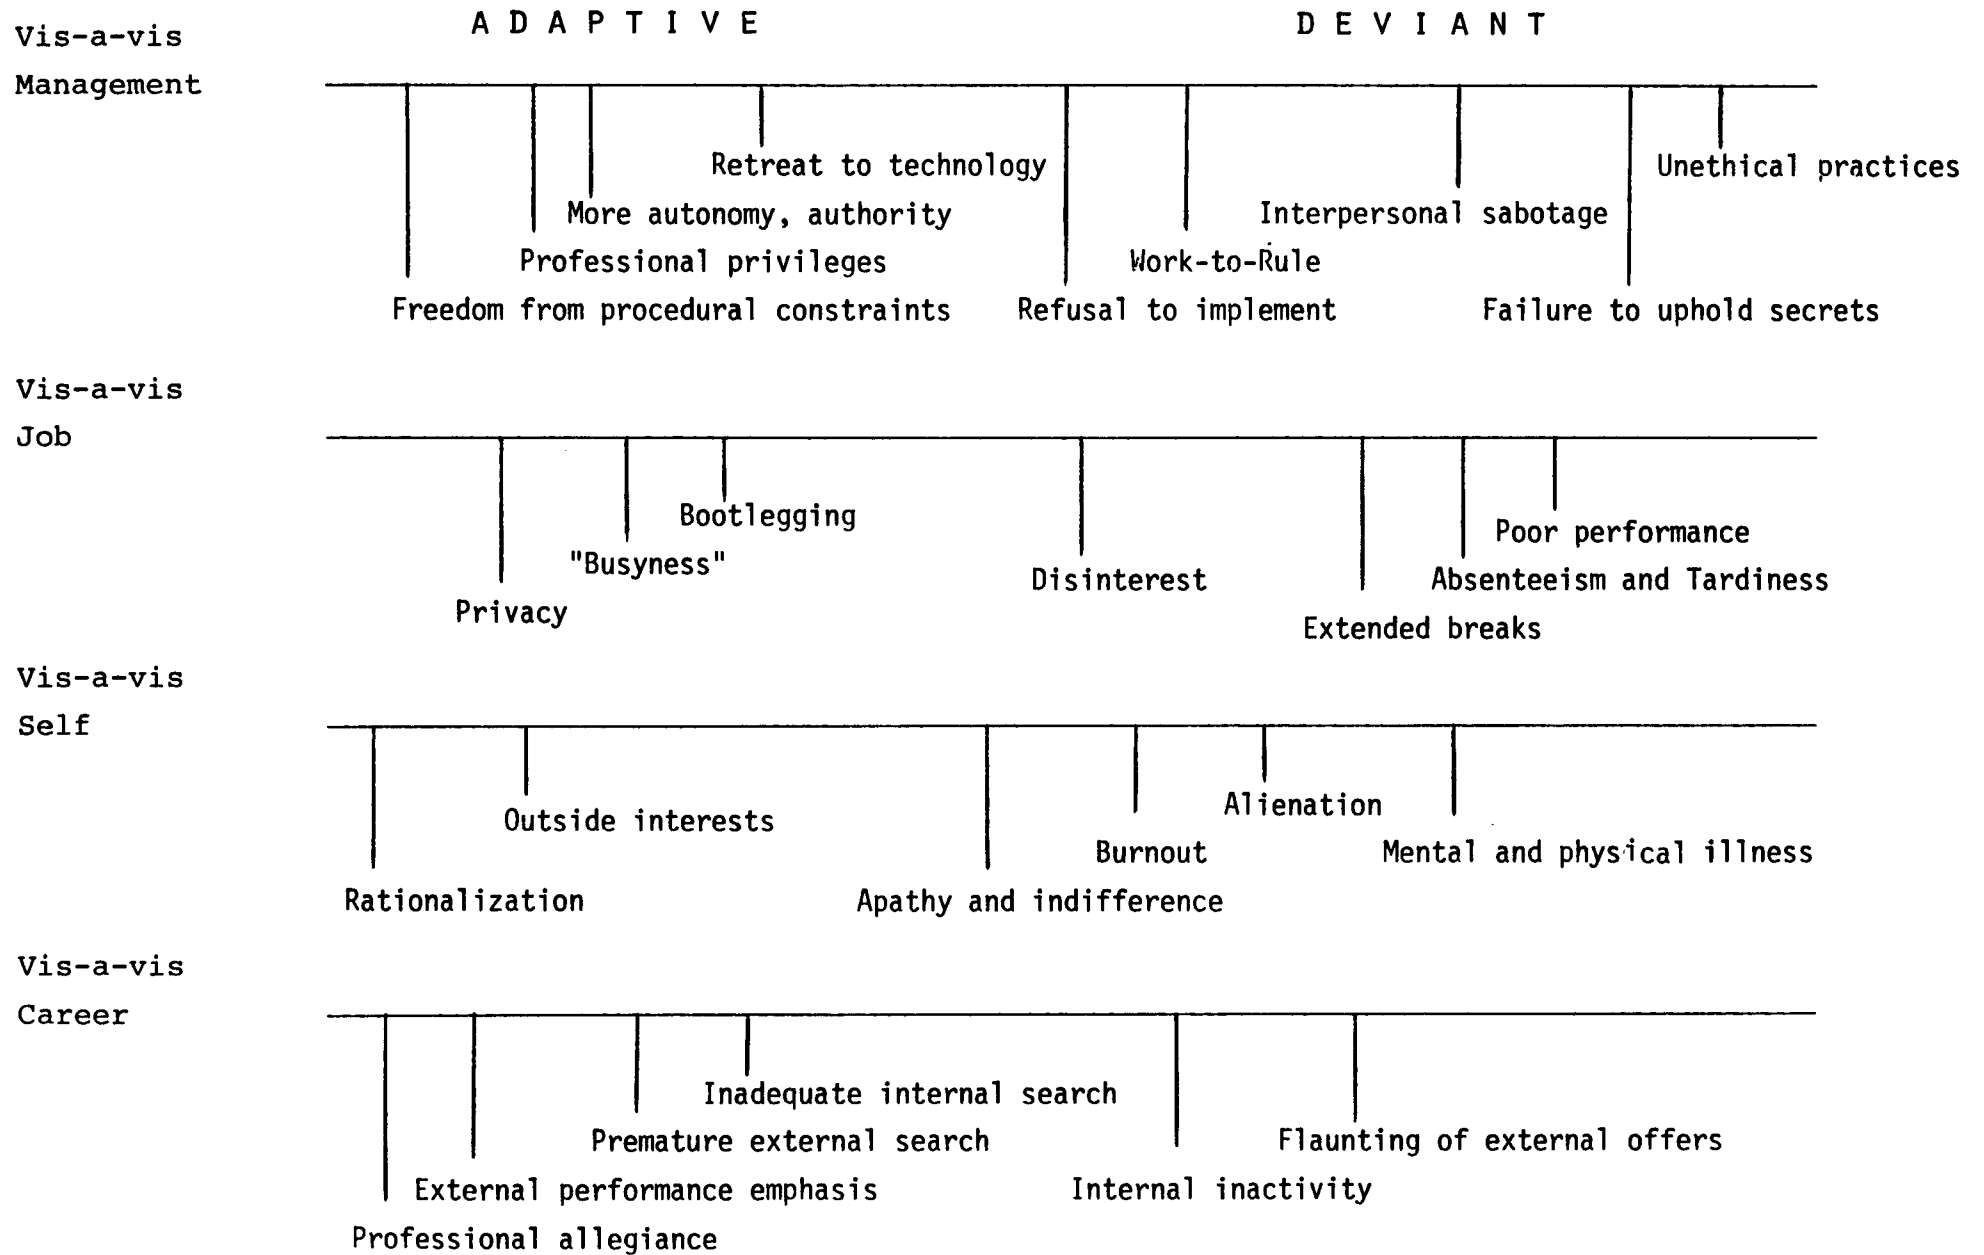 A D A P T I V E
D E V I A N T
Vis-a-vis
Management
Retreat to technology
Unethical practices
More autonomy, authority
Interpersonal sabotage
Professional privileges
Work-to-Rule
Freedom from procedural constraints
Refusal to implement
Failure to uphold secrets
Vis-a-vis
Job
Bootlegging
Poor performance
"Busyness"
Disinterest
Absenteeism and Tardiness
Privacy
Extended breaks
Vis-a-vis
Self
Outside interests
Alienation
Burnout
Mental and physical illness
Rationalization
Apathy and indifference
Vis-a-vis
Career
Inadequate internal search
Premature external search
Flaunting of external offers
External performance emphasis
Internal inactivity
Professional allegiance